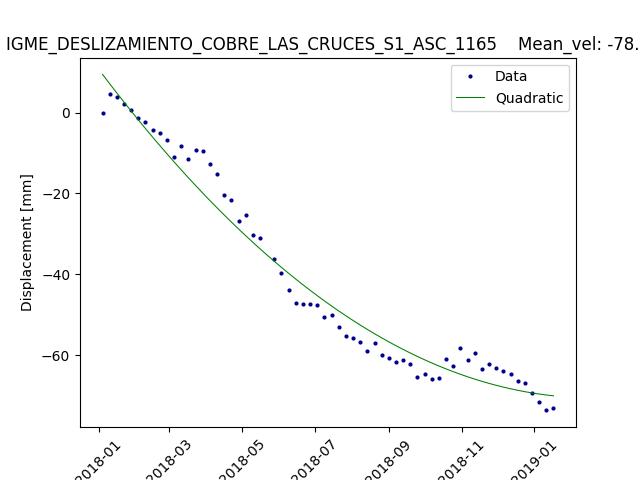 IGME_DESLIZAMIENTO_COBRE_LAS_CRUCES_S1_ASC_1165 Mean_vel: -78.
Data
Quadratic
Displacement [mm]
0
−20
−40
−60
2018-01
2018-03
2018-05
2018-07
2018-09
2018-11
2019-01